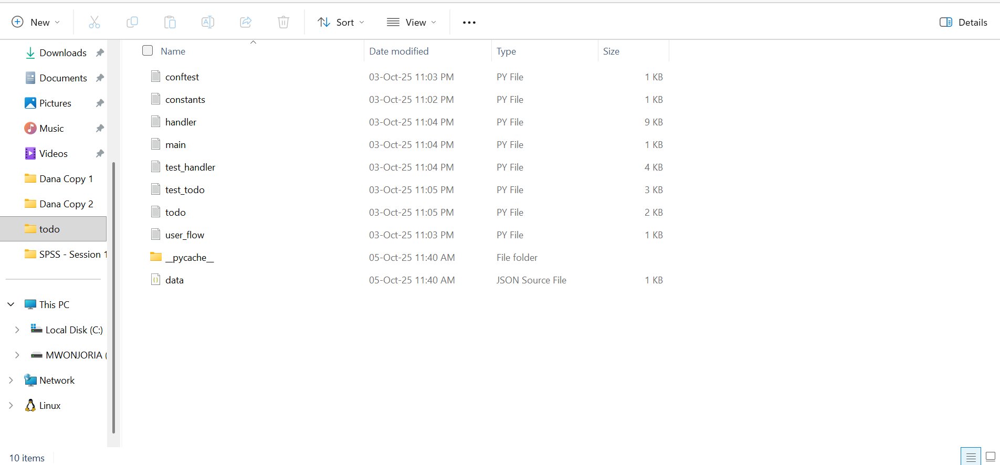 New Sort View ••• Details
Downloads
Documents
Pictures
Music
Videos
Dana Copy 1
Dana Copy 2
todo
SPSS - Session 1
This PC
Local Disk (C:)
MWONJORIA (
Network
Linux
Name Date modified Type Size
conftest 03-Oct-25 11:03 PM PY File 1 KB
constants 03-Oct-25 11:02 PM PY File 1 KB
handler 03-Oct-25 11:04 PM PY File 9 KB
main 03-Oct-25 11:04 PM PY File 1 KB
test_handler 03-Oct-25 11:04 PM PY File 4 KB
test_todo 03-Oct-25 11:05 PM PY File 3 KB
todo 03-Oct-25 11:05 PM PY File 2 KB
user_flow 03-Oct-25 11:03 PM PY File 1 KB
__pycache__ 05-Oct-25 11:40 AM File folder
data 05-Oct-25 11:40 AM JSON Source File 1 KB
10 items